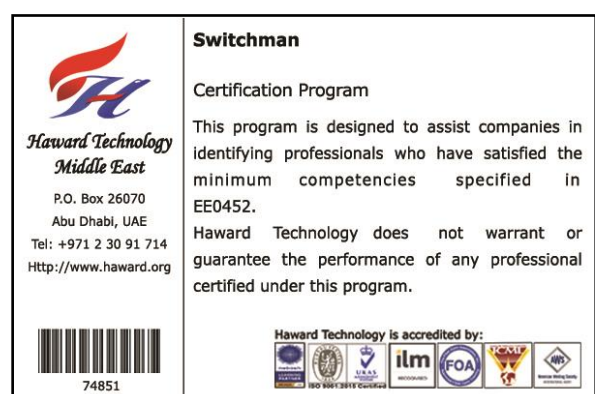 Haward Technology
Middle East
P.O. Box 26070
Abu Dhabi, UAE
Tel: +971 2 30 91 714
Http://www.haward.org
74851
Switchman
Certification Program
This program is designed to assist companies in
identifying professionals who have satisfied the
minimum competencies specified in
EE0452.
Haward Technology does not warrant or
guarantee the performance of any professional
certified under this program.
Haward Technology is accredited by:
UKAS
ISO 9001:2015 Certified
ilm
RECOGNISED
FOA
AWS